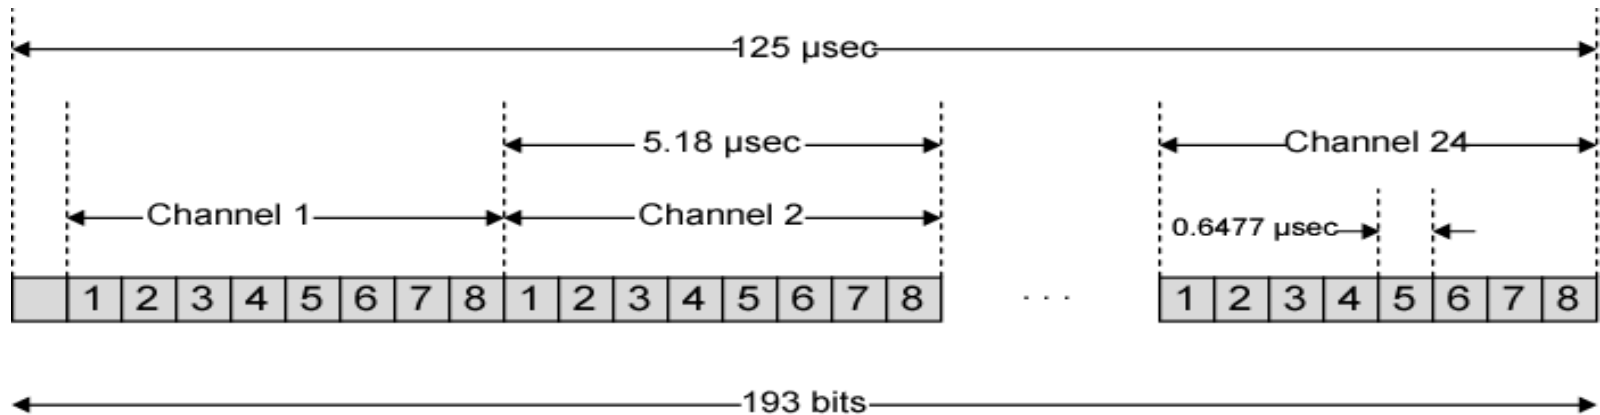 125 µsec
5.18 µsec Channel 24
Channel 1 Channel 2 0.6477 µsec
1 2 3 4 5 6 7 8 1 2 3 4 5 6 7 8 . . . 1 2 3 4 5 6 7 8
193 bits